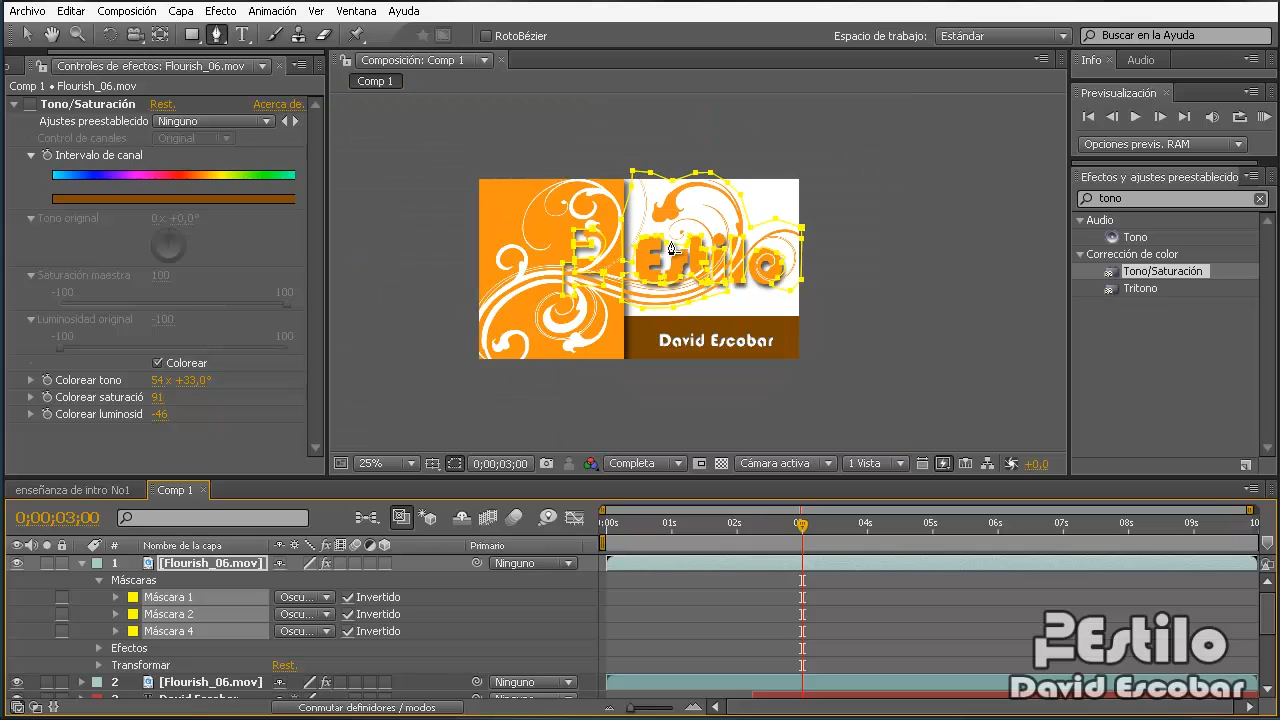 Archivo Editar Composición Capa Efecto Animación Ver Ventana Ayuda
RotoBézier
Espacio de trabajo: Estándar
Buscar en la Ayuda
Controles de efectos: Flourish_06.mov
Comp 1 • Flourish_06.mov
Tono/Saturación Rest. Acerca de.
Ajustes preestablecido Ninguno
Control de canales Original
Intervalo de canal
Tono original 0 x +0,0°
Saturación maestra 100
-100 100
Luminosidad original -100
-100 100
Colorear
Colorear tono 54 x +33,0°
Colorear saturació 91
Colorear luminosid -46
Composición: Comp 1
Comp 1
Tu
Estilo
David Escobar
25% 0;00;03;00 Completa Cámara activa 1 Vista +0,0
Info Audio
Previsualización
Opciones previs. RAM
Efectos y ajustes preestablecido
tono
Audio
Tono
Corrección de color
Tono/Saturación
Tritono
enseñanza de intro No1 Comp 1
0;00;03;00
:00s 01s 02s 04s 05s 06s 07s 08s 09s 10
# Nombre de la capa Primario
1 [Flourish_06.mov] Ninguno
Máscaras
Máscara 1 Oscu... Invertido
Máscara 2 Oscu... Invertido
Máscara 4 Oscu... Invertido
Efectos
Transformar Rest.
2 [Flourish_06.mov] Ninguno
Conmutar definidores / modos
Tu Estilo
David Escobar